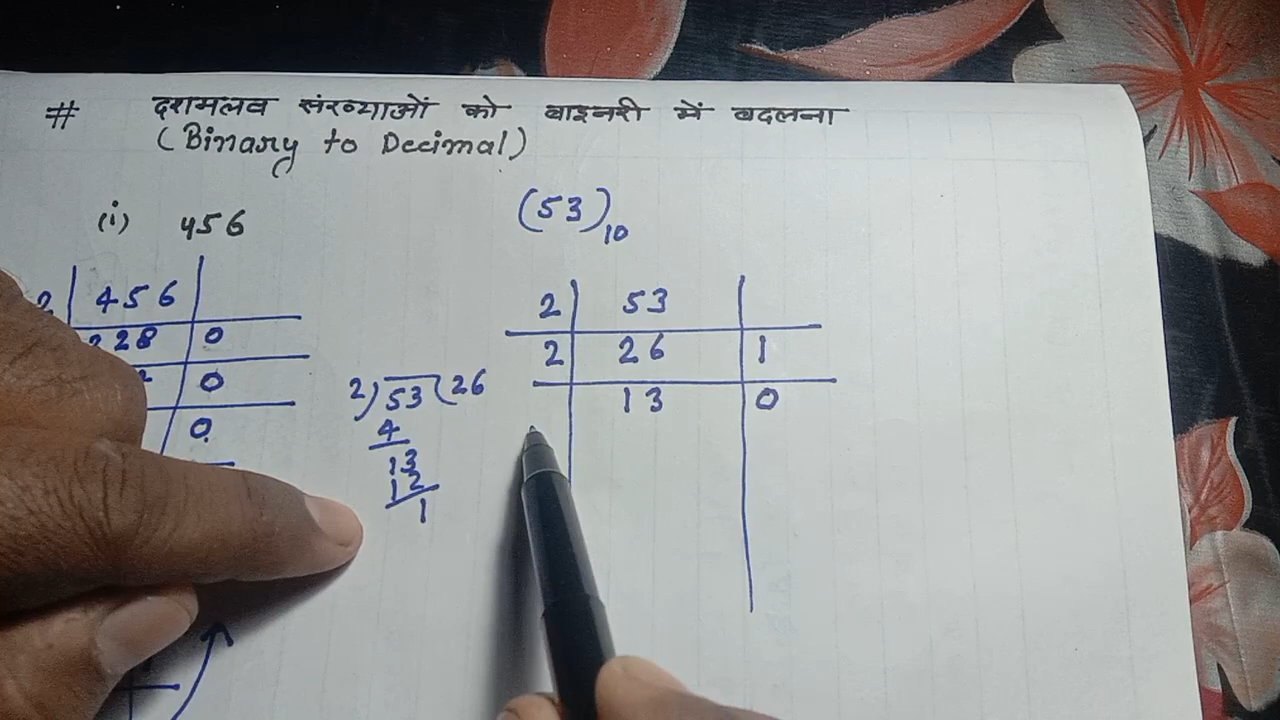 # दशमलव संख्याओं को बाइनरी में बदलना
(Binary to Decimal)
(i) 456
2 456
228 0
0
0
(53)10
2 53
2 26 1
13 0
2) 53 (26
4
13
12
1